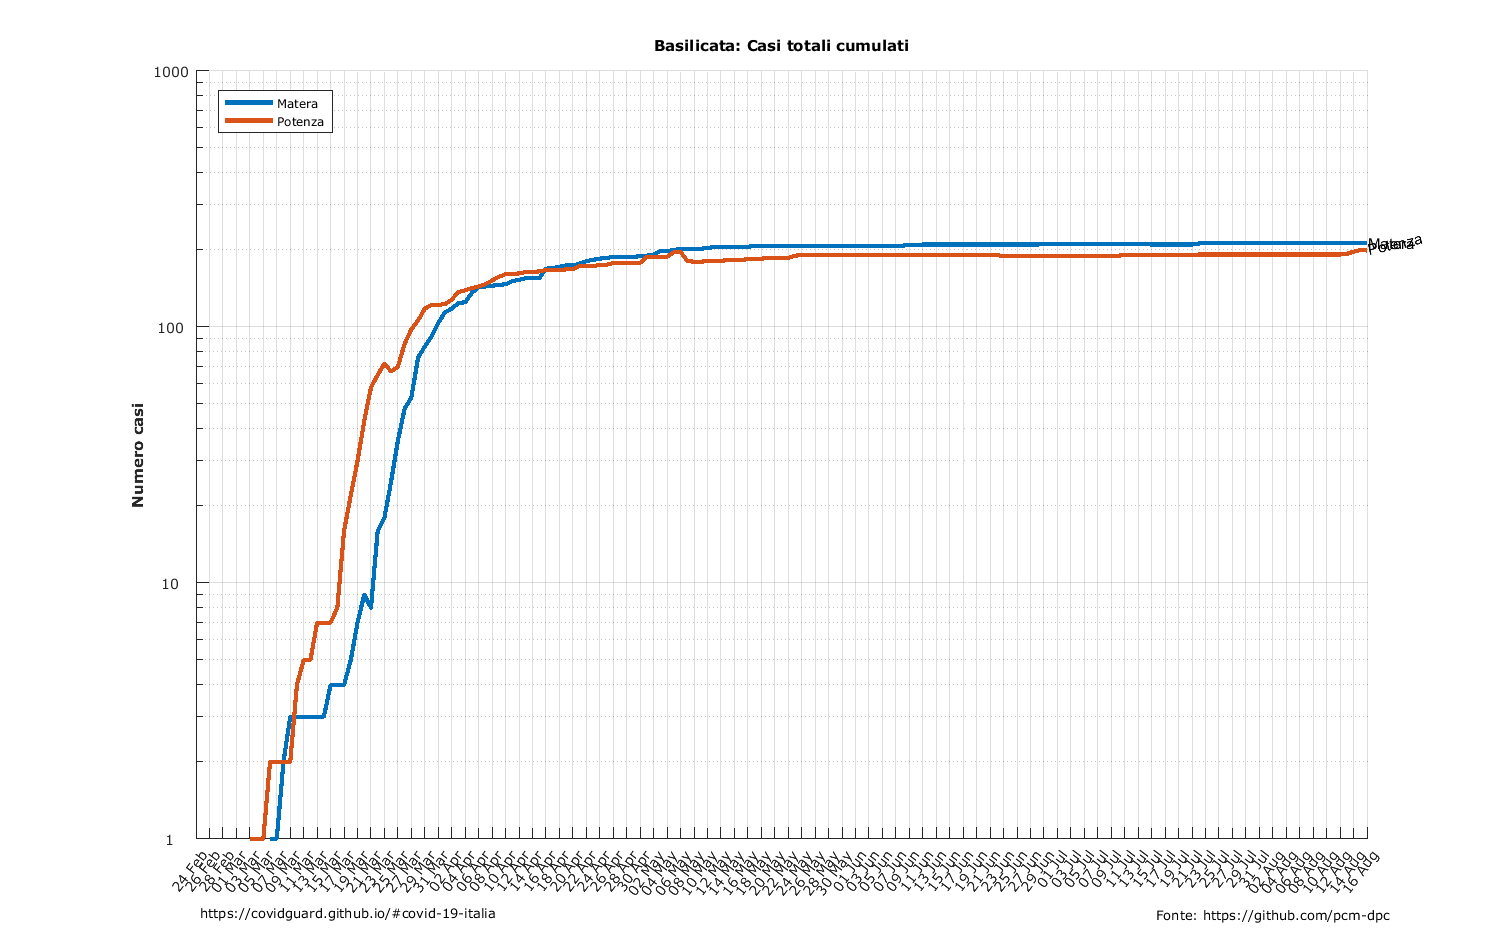 Basilicata: Casi totali cumulati
1000
Matera
Potenza
Matera
Potenza
100
Numero casi
10
1
24 Feb
26 Feb
28 Feb
01 Mar
03 Mar
05 Mar
07 Mar
09 Mar
11 Mar
13 Mar
15 Mar
17 Mar
19 Mar
21 Mar
23 Mar
25 Mar
27 Mar
29 Mar
31 Mar
02 Apr
04 Apr
06 Apr
08 Apr
10 Apr
12 Apr
14 Apr
16 Apr
18 Apr
20 Apr
22 Apr
24 Apr
26 Apr
28 Apr
30 Apr
02 May
04 May
06 May
08 May
10 May
12 May
14 May
16 May
18 May
20 May
22 May
24 May
26 May
28 May
30 May
01 Jun
03 Jun
05 Jun
07 Jun
09 Jun
11 Jun
13 Jun
15 Jun
17 Jun
19 Jun
21 Jun
23 Jun
25 Jun
27 Jun
29 Jun
01 Jul
03 Jul
05 Jul
07 Jul
09 Jul
11 Jul
13 Jul
15 Jul
17 Jul
19 Jul
21 Jul
23 Jul
25 Jul
27 Jul
29 Jul
31 Jul
02 Aug
04 Aug
06 Aug
08 Aug
10 Aug
12 Aug
14 Aug
16 Aug
https://covidguard.github.io/#covid-19-italia
Fonte: https://github.com/pcm-dpc